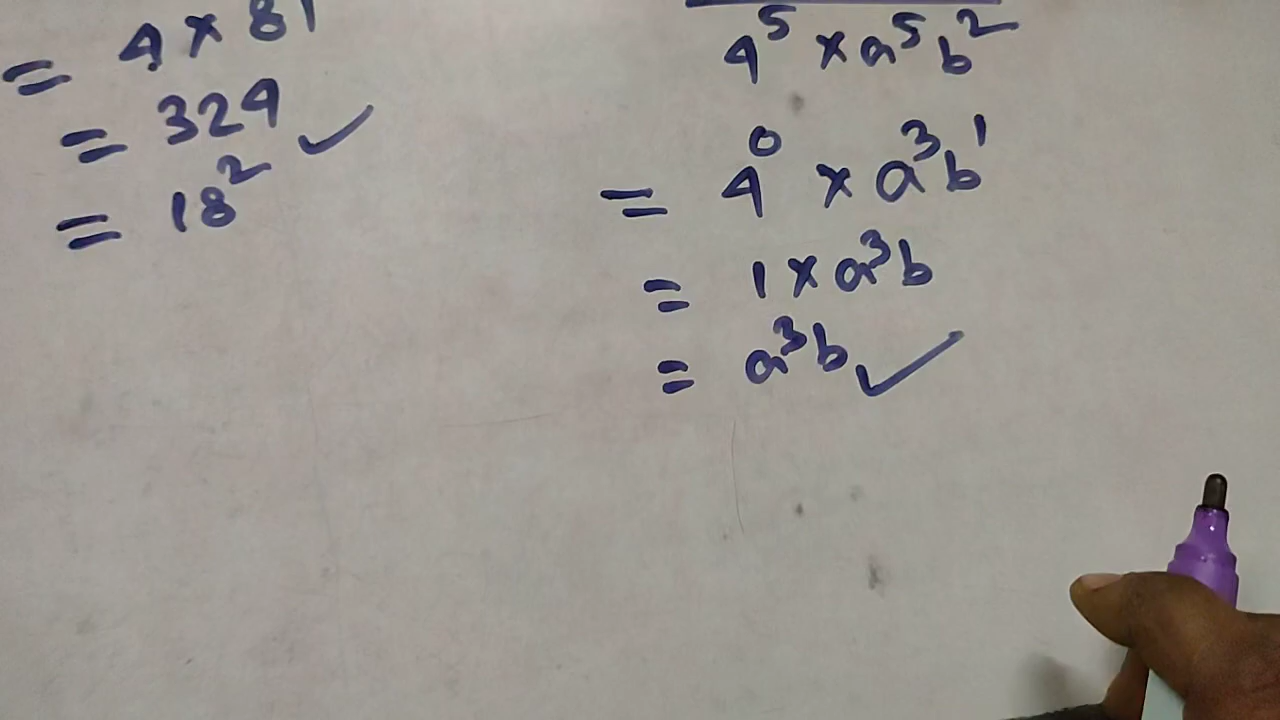 = 4 × 81
= 324 ✓
= 18²
4⁵ × a⁵b²
= 4⁰ × a³b¹
= 1 × a³b
= a³b ✓